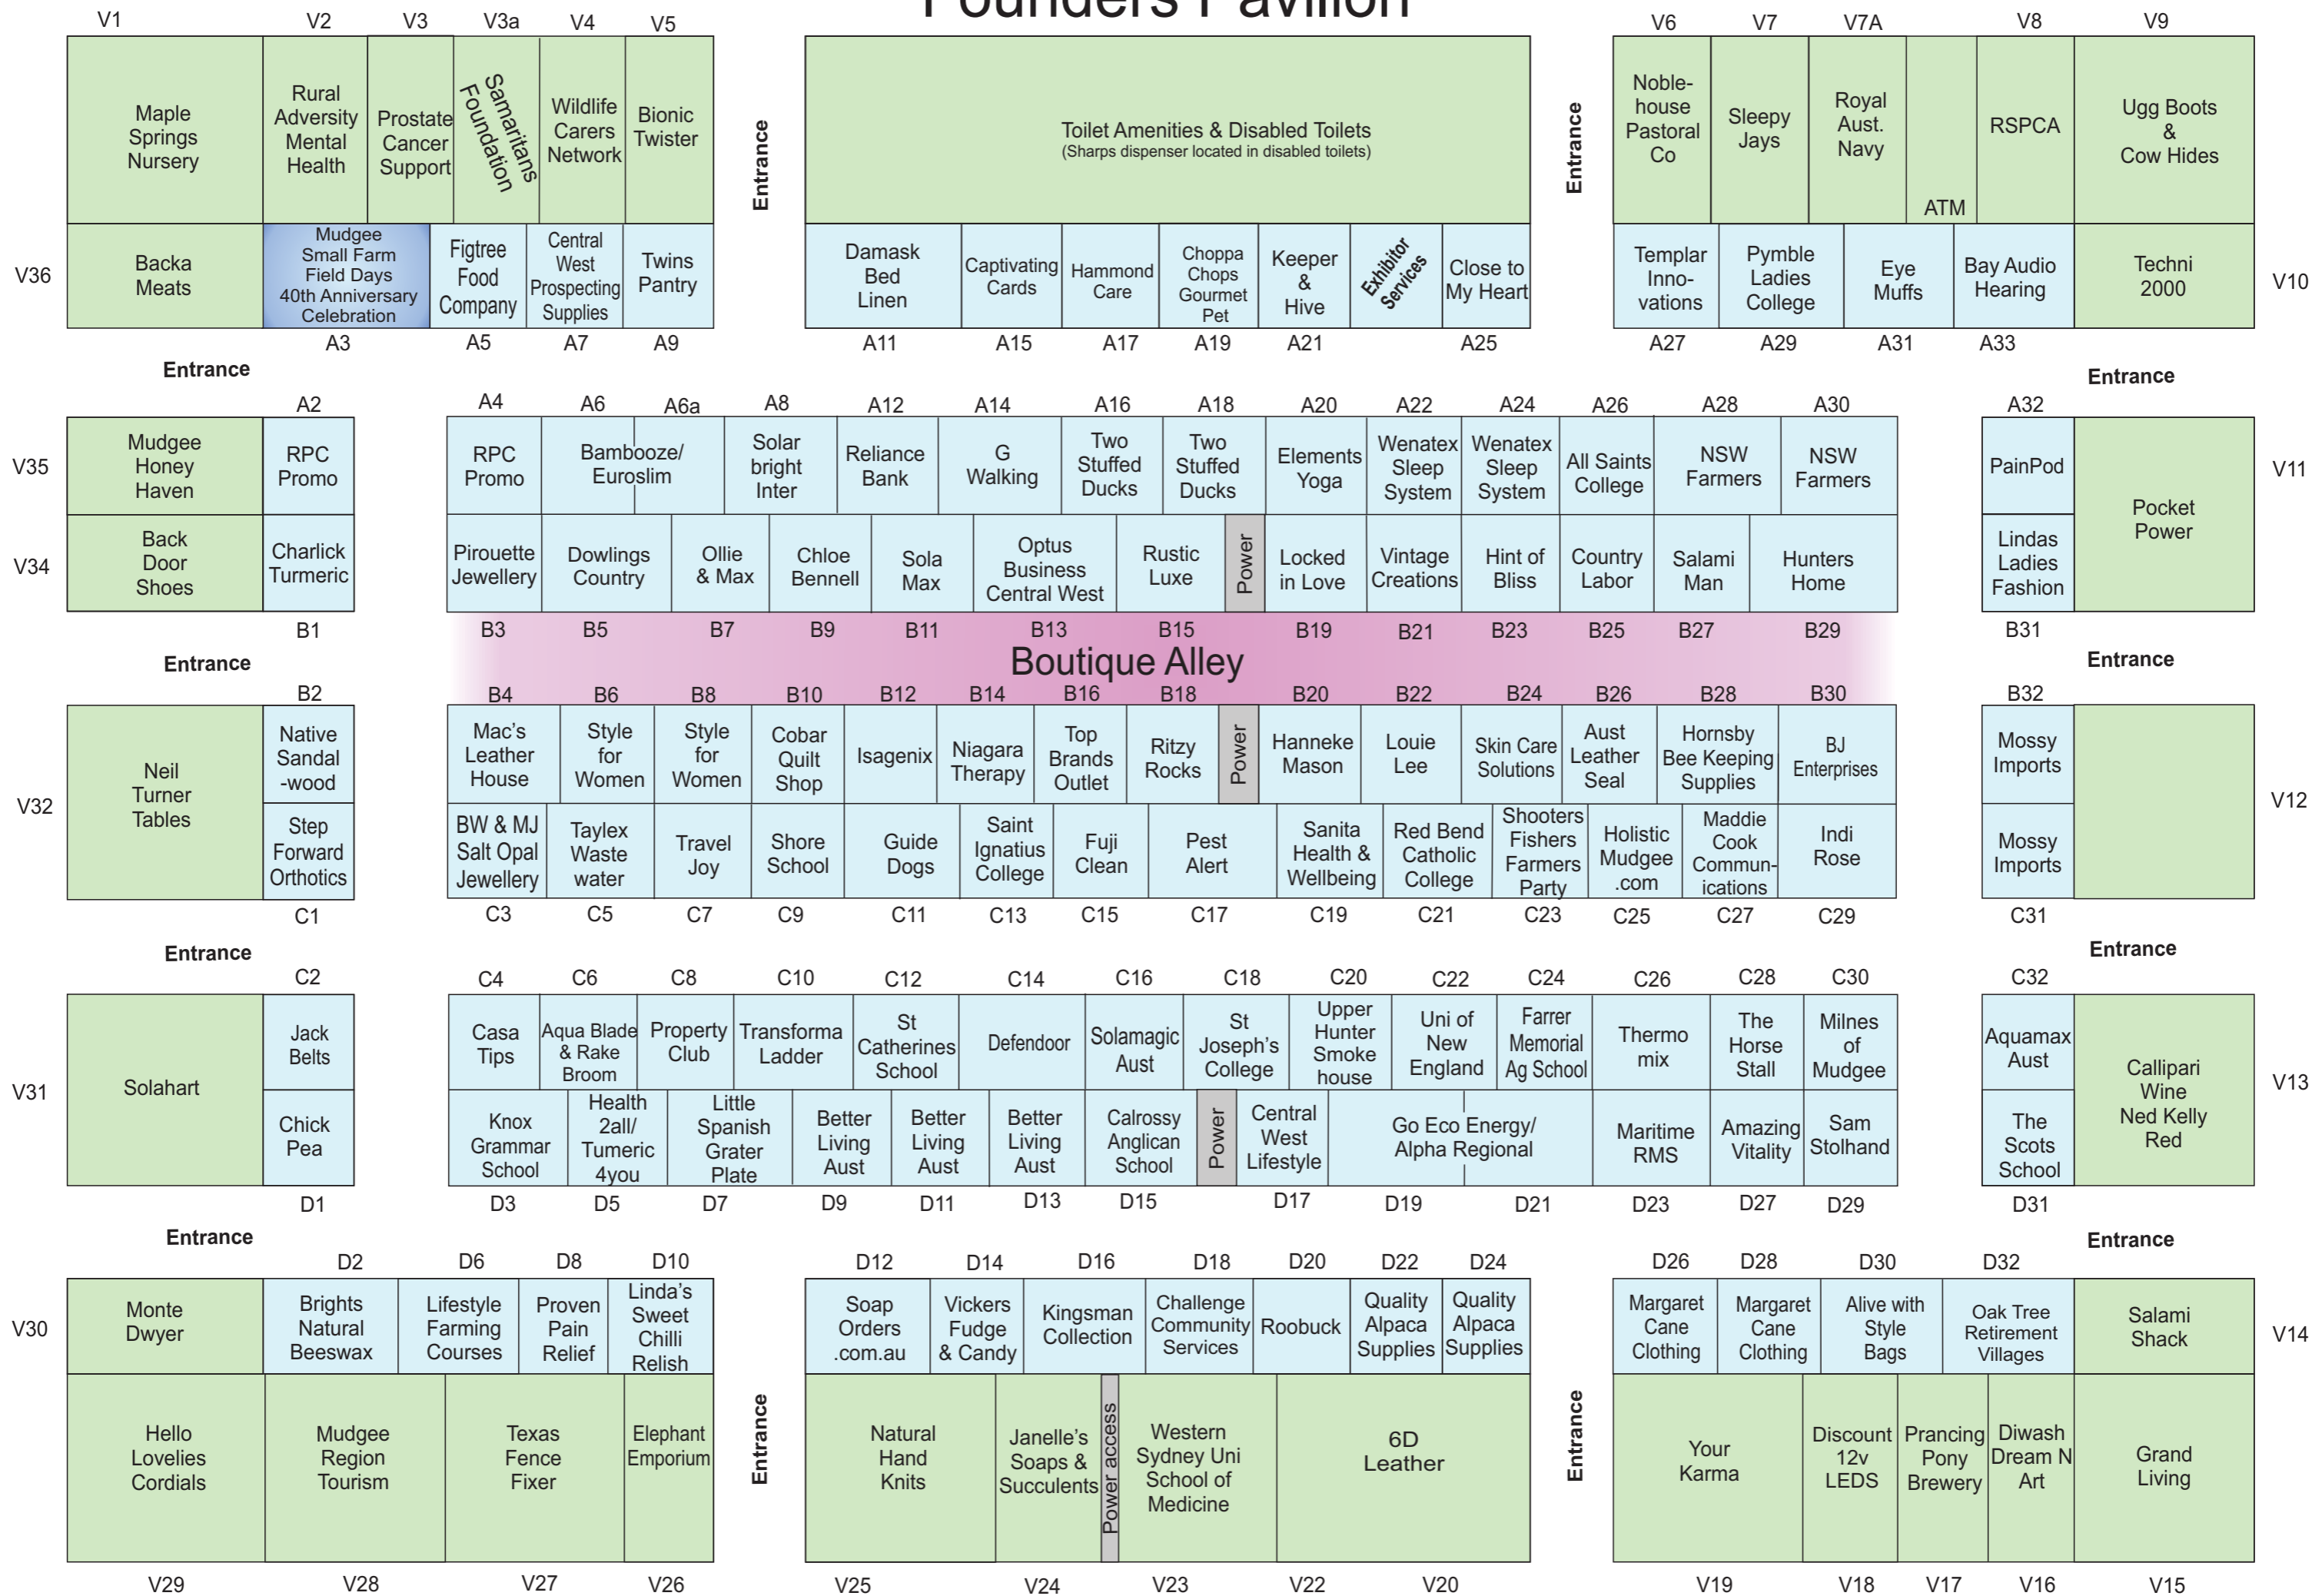 Founders Pavilion
V1
V2
V3
V3a
V4
V5
V6
V7
V7A
V8
V9
Maple
Springs
Nursery
Rural
Adversity
Mental
Health
Prostate
Cancer
Support
Samaritans
Foundation
Wildlife
Carers
Network
Bionic
Twister
Entrance
Toilet Amenities & Disabled Toilets
(Sharps dispenser located in disabled toilets)
Entrance
Noble-
house
Pastoral
Co
Sleepy
Jays
Royal
Aust.
Navy
ATM
RSPCA
Ugg Boots
&
Cow Hides
V36
Backa
Meats
Mudgee
Small Farm
Field Days
40th Anniversary
Celebration
Figtree
Food
Company
Central
West
Prospecting
Supplies
Twins
Pantry
Damask
Bed
Linen
Captivating
Cards
Hammond
Care
Choppa
Chops
Gourmet
Pet
Keeper
&
Hive
Exhibitor
Services
Close to
My Heart
Templar
Inno-
vations
Pymble
Ladies
College
Eye
Muffs
Bay Audio
Hearing
Techni
2000
V10
A3
A5
A7
A9
A11
A15
A17
A19
A21
A25
A27
A29
A31
A33
Entrance
Entrance
A2
A4
A6
A6a
A8
A12
A14
A16
A18
A20
A22
A24
A26
A28
A30
A32
V35
Mudgee
Honey
Haven
RPC
Promo
RPC
Promo
Bambooze/
Euroslim
Solar
bright
Inter
Reliance
Bank
G
Walking
Two
Stuffed
Ducks
Two
Stuffed
Ducks
Elements
Yoga
Wenatex
Sleep
System
Wenatex
Sleep
System
All Saints
College
NSW
Farmers
NSW
Farmers
PainPod
Pocket
Power
V11
V34
Back
Door
Shoes
Charlick
Turmeric
Pirouette
Jewellery
Dowlings
Country
Ollie
& Max
Chloe
Bennell
Sola
Max
Optus
Business
Central West
Rustic
Luxe
Power
Locked
in Love
Vintage
Creations
Hint of
Bliss
Country
Labor
Salami
Man
Hunters
Home
Lindas
Ladies
Fashion
B1
B3
B5
B7
B9
B11
B13
B15
B19
B21
B23
B25
B27
B29
B31
Entrance
Boutique Alley
Entrance
B2
B4
B6
B8
B10
B12
B14
B16
B18
B20
B22
B24
B26
B28
B30
B32
V32
Neil
Turner
Tables
Native
Sandal
-wood
Mac's
Leather
House
Style
for
Women
Style
for
Women
Cobar
Quilt
Shop
Isagenix
Niagara
Therapy
Top
Brands
Outlet
Ritzy
Rocks
Power
Hanneke
Mason
Louie
Lee
Skin Care
Solutions
Aust
Leather
Seal
Hornsby
Bee Keeping
Supplies
BJ
Enterprises
Mossy
Imports
V12
Step
Forward
Orthotics
BW & MJ
Salt Opal
Jewellery
Taylex
Waste
water
Travel
Joy
Shore
School
Guide
Dogs
Saint
Ignatius
College
Fuji
Clean
Pest
Alert
Sanita
Health &
Wellbeing
Red Bend
Catholic
College
Shooters
Fishers
Farmers
Party
Holistic
Mudgee
.com
Maddie
Cook
Commun-
ications
Indi
Rose
Mossy
Imports
C1
C3
C5
C7
C9
C11
C13
C15
C17
C19
C21
C23
C25
C27
C29
C31
Entrance
Entrance
C2
C4
C6
C8
C10
C12
C14
C16
C18
C20
C22
C24
C26
C28
C30
C32
V31
Solahart
Jack
Belts
Casa
Tips
Aqua Blade
& Rake
Broom
Property
Club
Transforma
Ladder
St
Catherines
School
Defendoor
Solamagic
Aust
St
Joseph's
College
Upper
Hunter
Smoke
house
Uni of
New
England
Farrer
Memorial
Ag School
Thermo
mix
The
Horse
Stall
Milnes
of
Mudgee
Aquamax
Aust
Callipari
Wine
Ned Kelly
Red
V13
Chick
Pea
Knox
Grammar
School
Health
2all/
Tumeric
4you
Little
Spanish
Grater
Plate
Better
Living
Aust
Better
Living
Aust
Better
Living
Aust
Calrossy
Anglican
School
Power
Central
West
Lifestyle
Go Eco Energy/
Alpha Regional
Maritime
RMS
Amazing
Vitality
Sam
Stolhand
The
Scots
School
D1
D3
D5
D7
D9
D11
D13
D15
D17
D19
D21
D23
D27
D29
D31
Entrance
Entrance
D2
D6
D8
D10
D12
D14
D16
D18
D20
D22
D24
D26
D28
D30
D32
V30
Monte
Dwyer
Brights
Natural
Beeswax
Lifestyle
Farming
Courses
Proven
Pain
Relief
Linda's
Sweet
Chilli
Relish
Soap
Orders
.com.au
Vickers
Fudge
& Candy
Kingsman
Collection
Challenge
Community
Services
Roobuck
Quality
Alpaca
Supplies
Quality
Alpaca
Supplies
Margaret
Cane
Clothing
Margaret
Cane
Clothing
Alive with
Style
Bags
Oak Tree
Retirement
Villages
Salami
Shack
V14
Hello
Lovelies
Cordials
Mudgee
Region
Tourism
Texas
Fence
Fixer
Elephant
Emporium
Entrance
Natural
Hand
Knits
Janelle's
Soaps &
Succulents
Power access
Western
Sydney Uni
School of
Medicine
6D
Leather
Entrance
Your
Karma
Discount
12v
LEDS
Prancing
Pony
Brewery
Diwash
Dream N
Art
Grand
Living
V29
V28
V27
V26
V25
V24
V23
V22
V20
V19
V18
V17
V16
V15